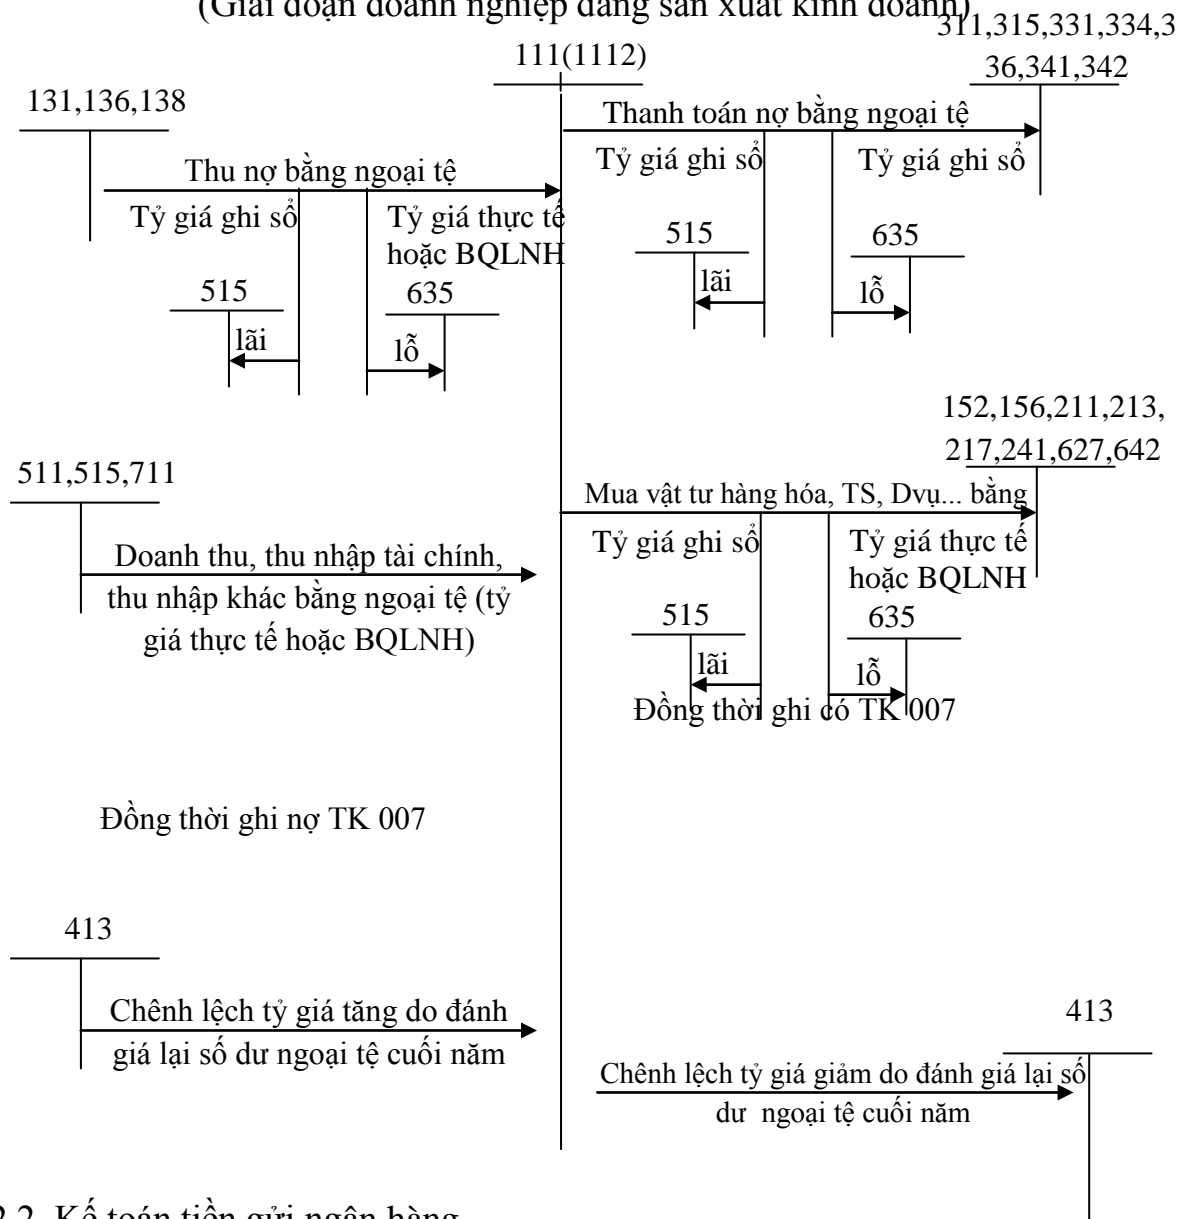 (Giai đoạn doanh nghiệp đang sản xuất kinh doanh)
311,315,331,334,3
36,341,342
111(1112)
131,136,138
Thanh toán nợ bằng ngoại tệ
Tỷ giá ghi sổ
Tỷ giá ghi sổ
Thu nợ bằng ngoại tệ
Tỷ giá ghi sổ
Tỷ giá thực tế
hoặc BQLNH
515
635
lãi
lỗ
515
635
lãi
lỗ
152,156,211,213,
217,241,627,642
511,515,711
Mua vật tư hàng hóa, TS, Dvụ... bằng
Tỷ giá ghi sổ
Tỷ giá thực tế
hoặc BQLNH
Doanh thu, thu nhập tài chính,
thu nhập khác bằng ngoại tệ (tỷ
giá thực tế hoặc BQLNH)
515
635
lãi
lỗ
Đồng thời ghi có TK 007
Đồng thời ghi nợ TK 007
413
Chênh lệch tỷ giá tăng do đánh
giá lại số dư ngoại tệ cuối năm
413
Chênh lệch tỷ giá giảm do đánh giá lại số
dư ngoại tệ cuối năm
2.2. Kế toán tiền gửi ngân hàng